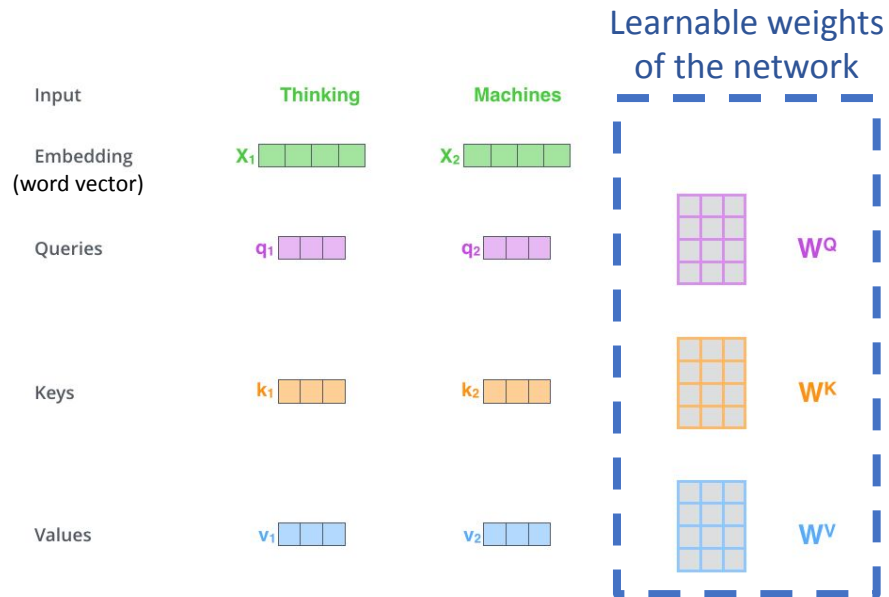 Learnable weights
of the network
Input Thinking Machines
Embedding X₁ X₂
(word vector)
Queries q₁ q₂ Wᵠ
Keys k₁ k₂ Wᴷ
Values v₁ v₂ Wⱽ